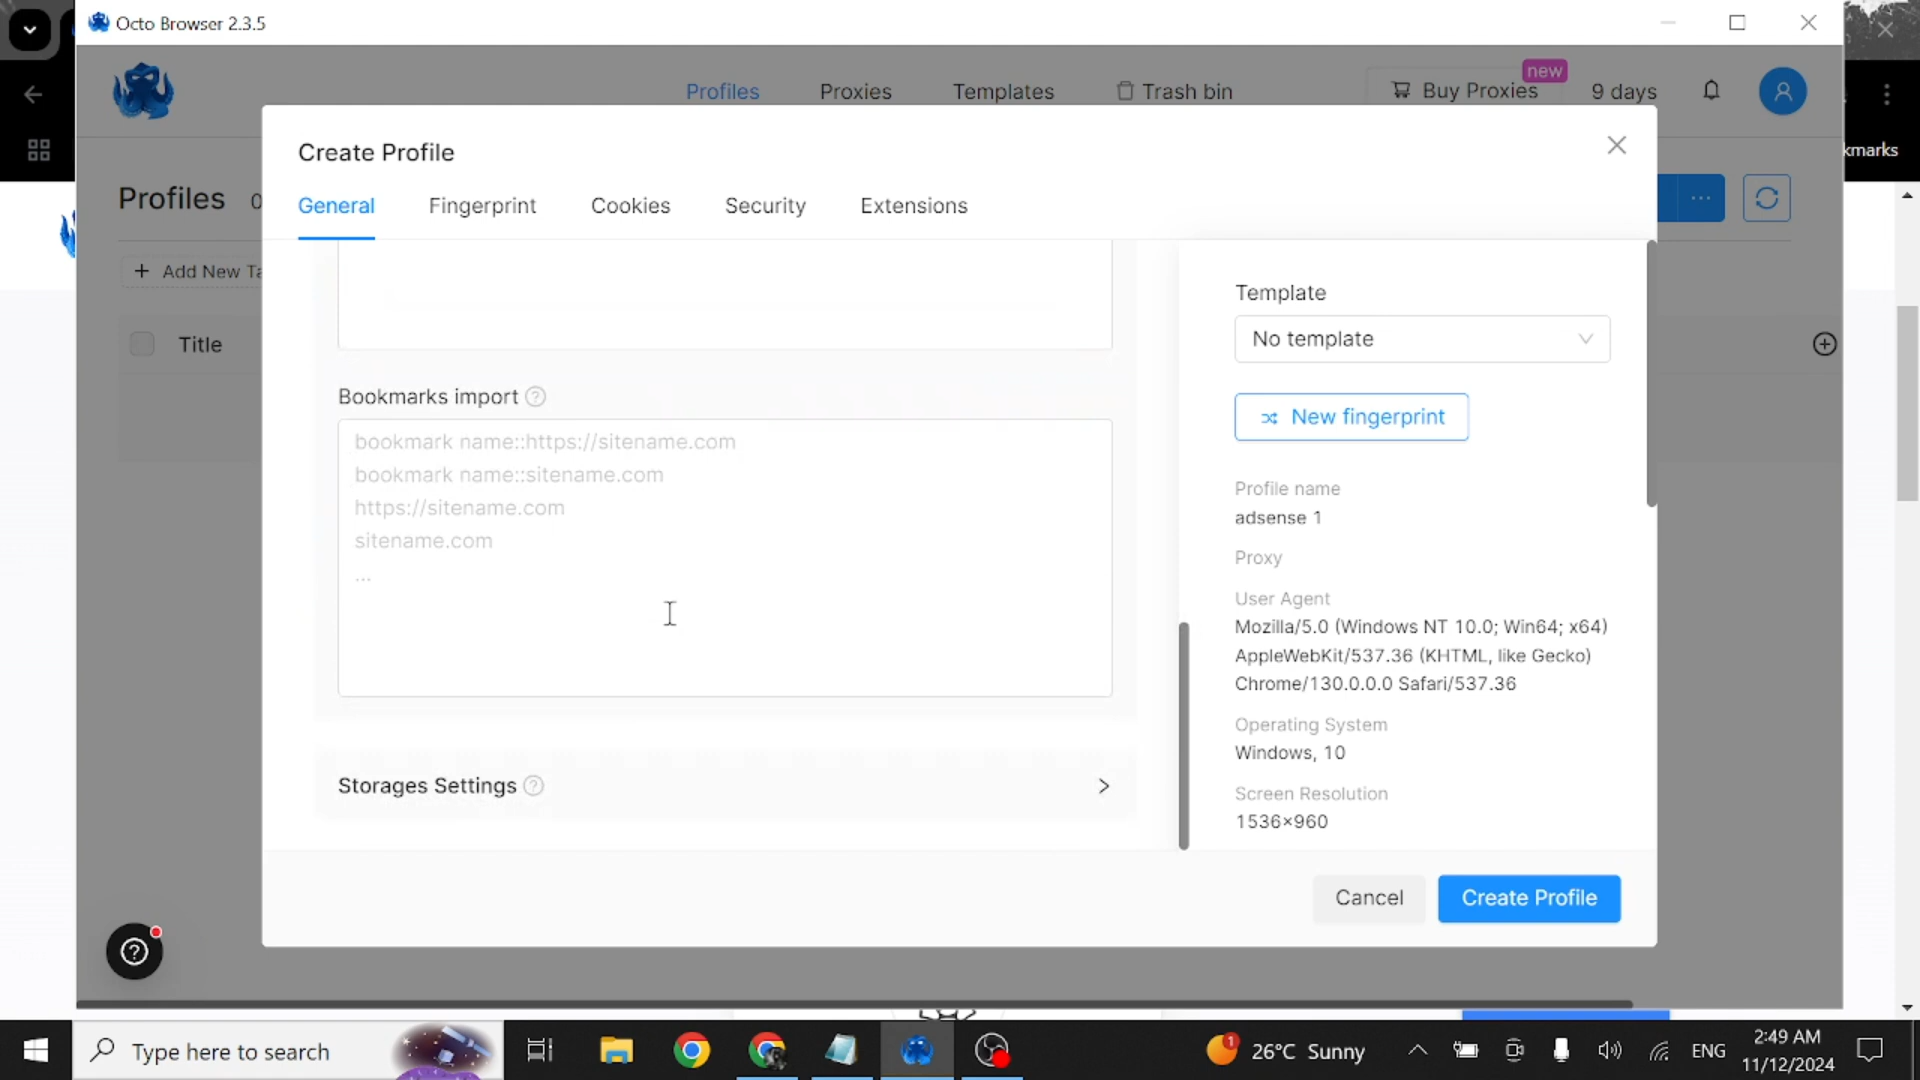 Octo Browser 2.3.5
Profiles
Proxies
Templates
Trash bin
Buy Proxies
new
9 days
kmarks
Profiles 0
Add New Ta
Title
Create Profile
General
Fingerprint
Cookies
Security
Extensions
Bookmarks import
bookmark name::https://sitename.com
bookmark name::sitename.com
https://sitename.com
sitename.com
...
Storages Settings
Template
No template
New fingerprint
Profile name
adsense 1
Proxy
User Agent
Mozilla/5.0 (Windows NT 10.0; Win64; x64)
AppleWebKit/537.36 (KHTML, like Gecko)
Chrome/130.0.0.0 Safari/537.36
Operating System
Windows, 10
Screen Resolution
1536×960
Cancel
Create Profile
Type here to search
1
26°C Sunny
ENG
2:49 AM
11/12/2024